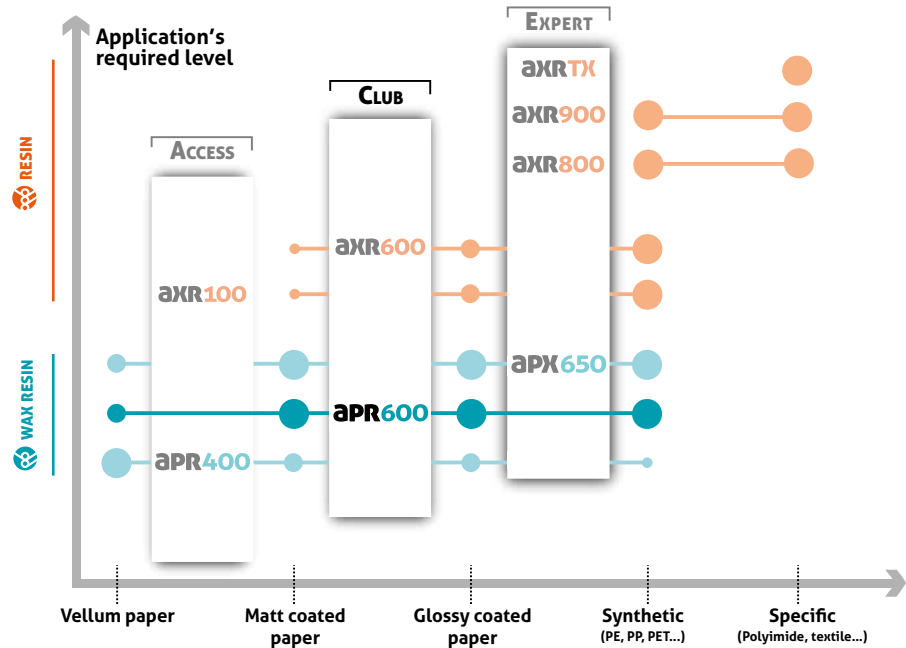 Application's
required level
EXPERT
CLUB
ACCESS
RESIN
WAX RESIN
aXRTX
aXR900
aXR800
aXR600
aXR100
aPX650
aPR600
aPR400
Vellum paper
Matt coated
paper
Glossy coated
paper
Synthetic
(PE, PP, PET...)
Specific
(Polyimide, textile...)